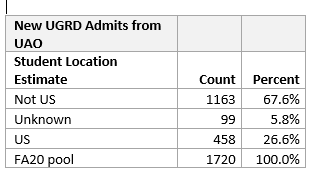 New UGRD Admits from
UAO
Student Location
Estimate Count Percent
Not US 1163 67.6%
Unknown 99 5.8%
US 458 26.6%
FA20 pool 1720 100.0%